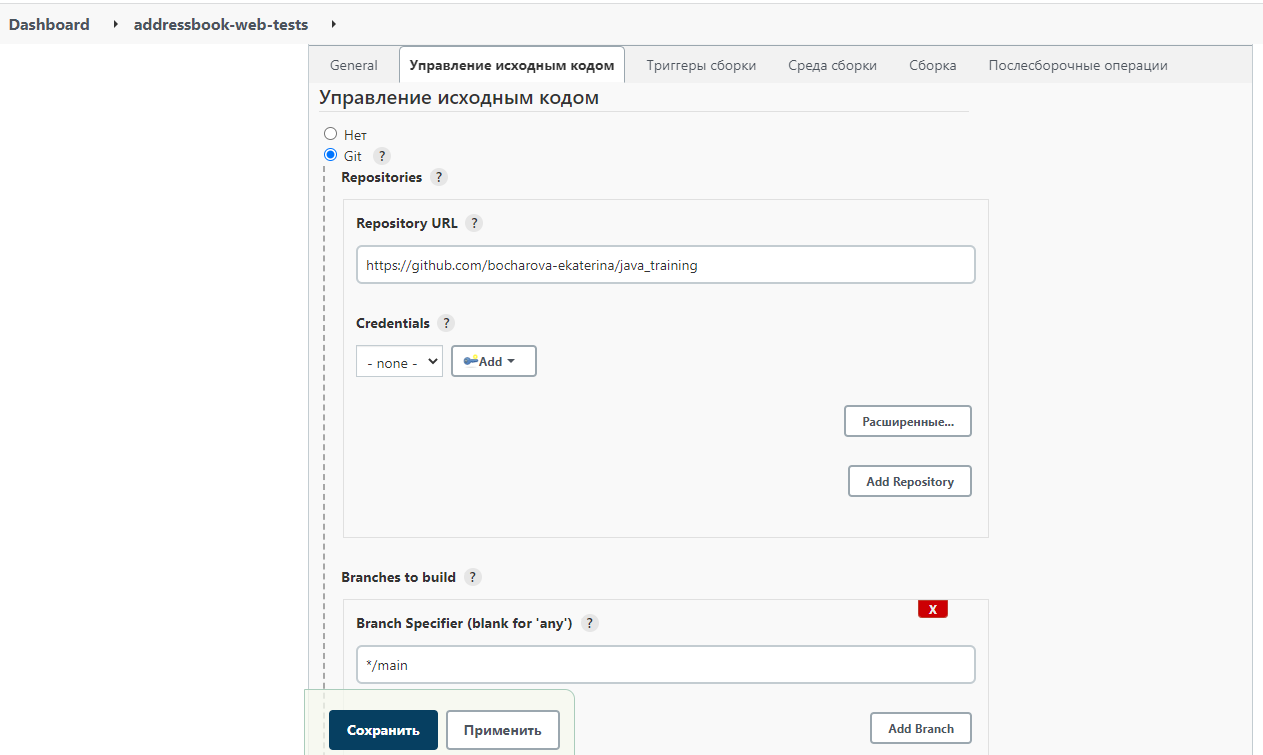 Dashboard addressbook-web-tests
General Управление исходным кодом Триггеры сборки Среда сборки Сборка Послесборочные операции
Управление исходным кодом
Нет
Git ?
Repositories ?
Repository URL ?
https://github.com/bocharova-ekaterina/java_training
Credentials ?
- none - Add
Расширенные...
Add Repository
Branches to build ?
X
Branch Specifier (blank for 'any') ?
*/main
Сохранить Применить Add Branch